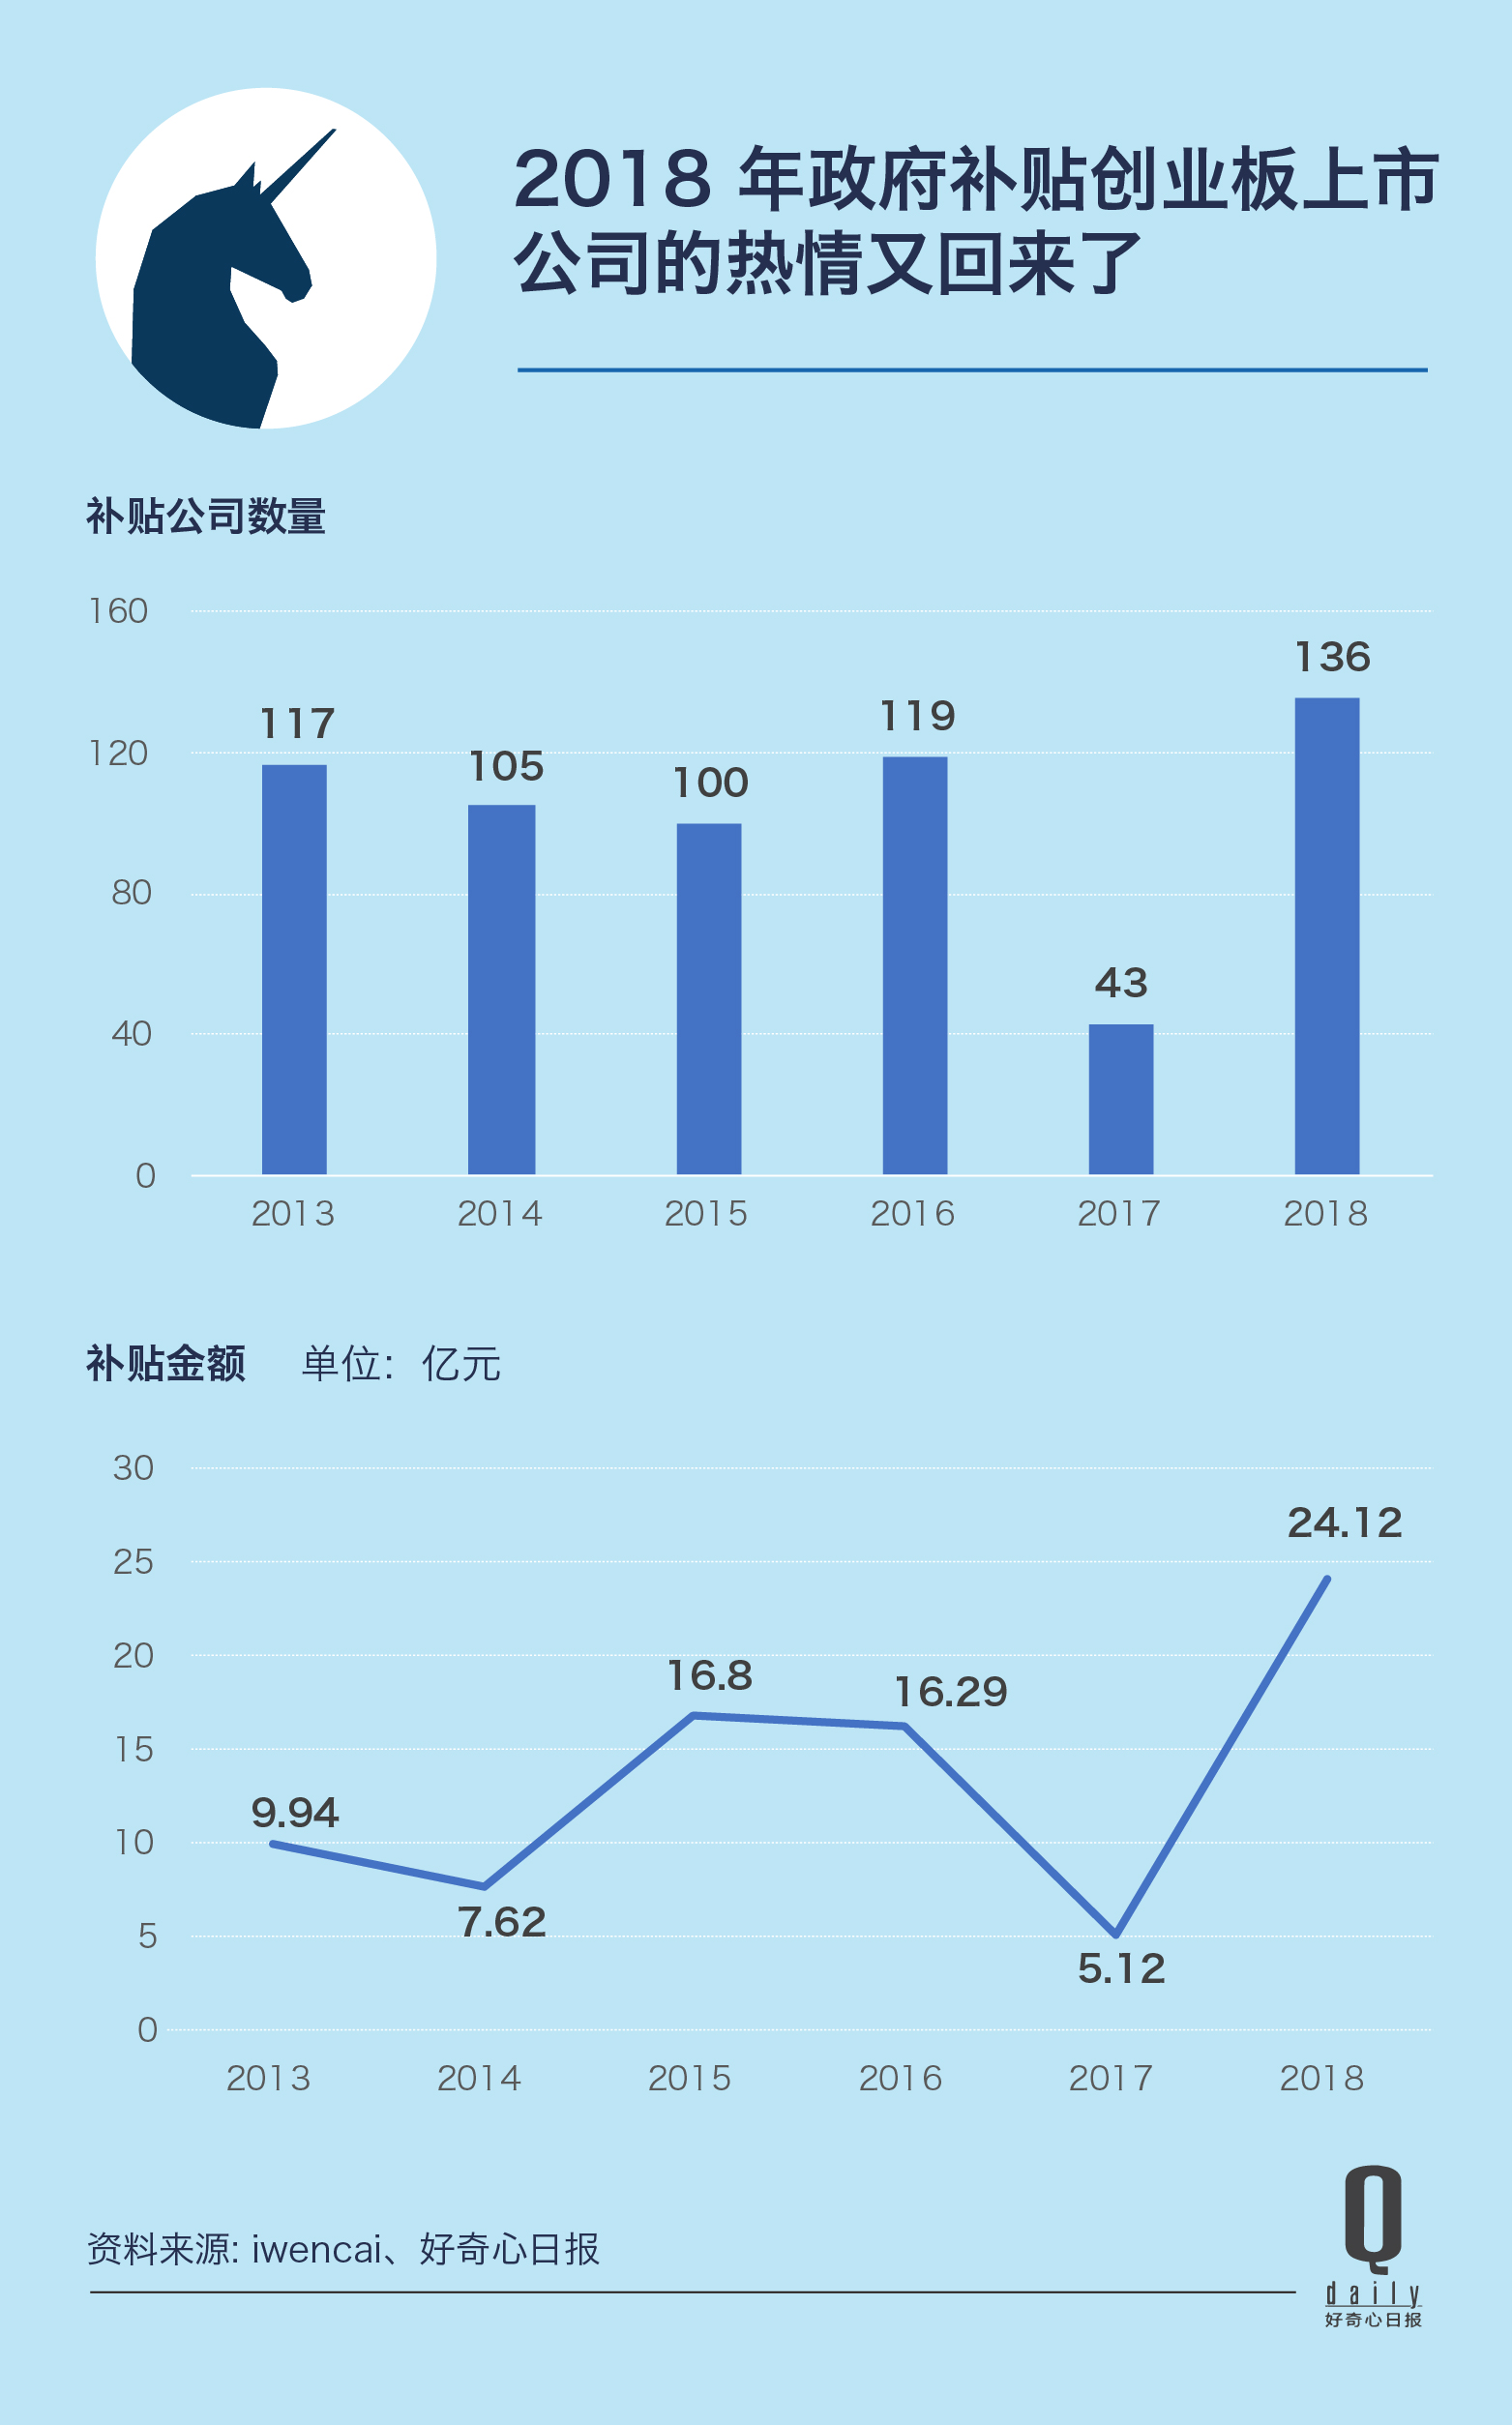 2018 年政府补贴创业板上市
公司的热情又回来了
补贴公司数量
160
120
80
40
0
117
105
100
119
43
136
2013 2014 2015 2016 2017 2018
补贴金额 单位：亿元
30
25
20
15
10
5
0
9.94
7.62
16.8
16.29
5.12
24.12
2013 2014 2015 2016 2017 2018
资料来源: iwencai、好奇心日报
Q
daily
好奇心日报